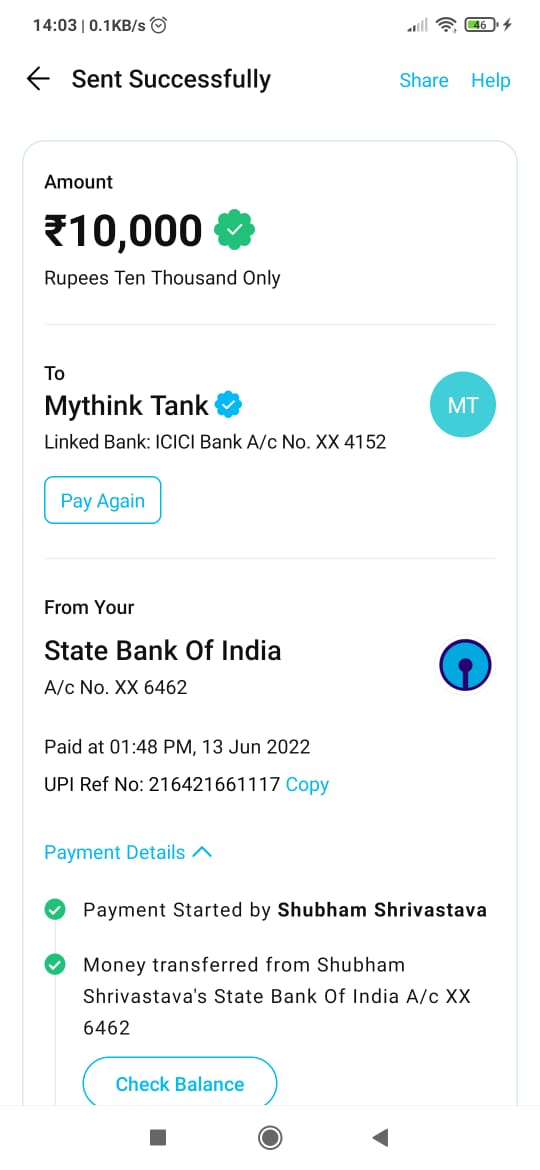 14:03 | 0.1KB/s
46
Sent Successfully
Share
Help
Amount
₹10,000
Rupees Ten Thousand Only
To
Mythink Tank
MT
Linked Bank: ICICI Bank A/c No. XX 4152
Pay Again
From Your
State Bank Of India
A/c No. XX 6462
Paid at 01:48 PM, 13 Jun 2022
UPI Ref No: 216421661117 Copy
Payment Details
Payment Started by Shubham Shrivastava
Money transferred from Shubham
Shrivastava's State Bank Of India A/c XX
6462
Check Balance